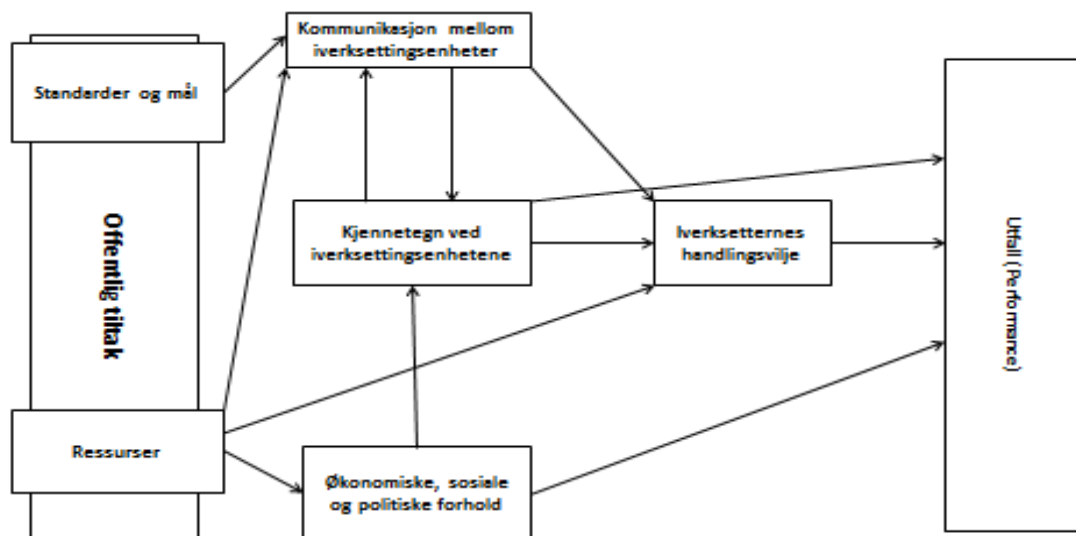 Kommunikasjon mellom
iverksettingsenheter
Standarder og mål
Offentlig tiltak
Kjennetegn ved
iverksettingsenhetene
Iverksetternes
handlingsvilje
Utfall (Performance)
Ressurser
Økonomiske, sosiale
og politiske forhold